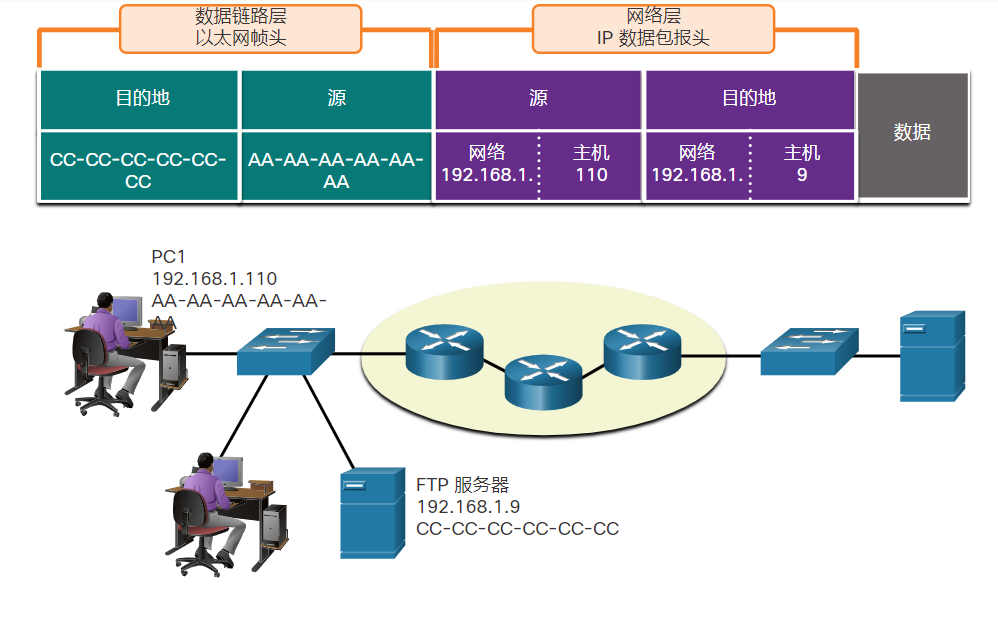 数据链路层
以太网帧头
网络层
IP 数据包报头
目的地
源
源
目的地
数据
CC-CC-CC-CC-CC-
CC
AA-AA-AA-AA-AA-
AA
网络
192.168.1.
主机
110
网络
192.168.1.
主机
9
PC1
192.168.1.110
AA-AA-AA-AA-AA-
AA
FTP 服务器
192.168.1.9
CC-CC-CC-CC-CC-CC